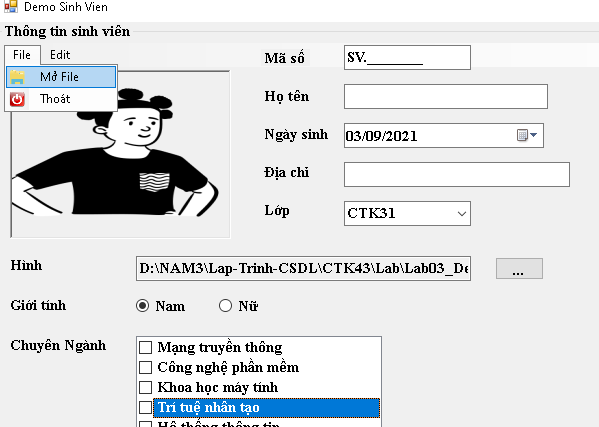 Demo Sinh Vien
Thông tin sinh viên
File Edit
Mở File
Thoát
Mã số SV.________
Họ tên
Ngày sinh 03/09/2021
Địa chỉ
Lớp CTK31
Hình D:\NAM3\Lap-Trinh-CSDL\CTK43\Lab\Lab03_De ...
Giới tính Nam Nữ
Chuyên Ngành
Mạng truyền thông
Công nghệ phần mềm
Khoa học máy tính
Trí tuệ nhân tạo
Hệ thống thông tin